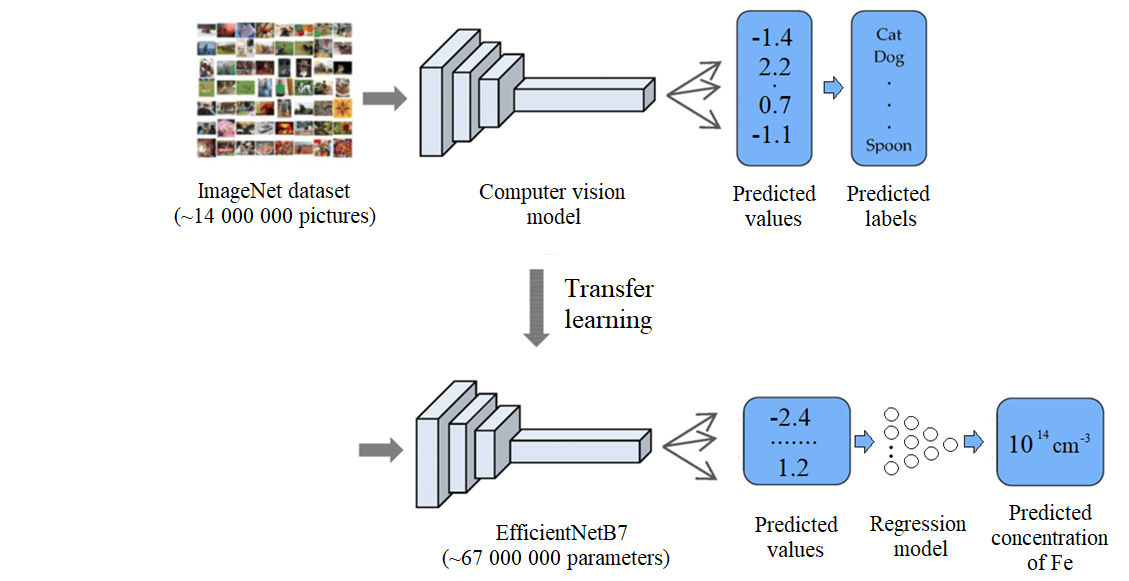 -1.4
2.2
.
0.7
-1.1
Cat
Dog
.
.
.
Spoon
ImageNet dataset
(~14 000 000 pictures)
Computer vision
model
Predicted
values
Predicted
labels
Transfer
learning
-2.4
.......
1.2
10¹⁴ cm⁻³
EfficientNetB7
(~67 000 000 parameters)
Predicted
values
Regression
model
Predicted
concentration
of Fe